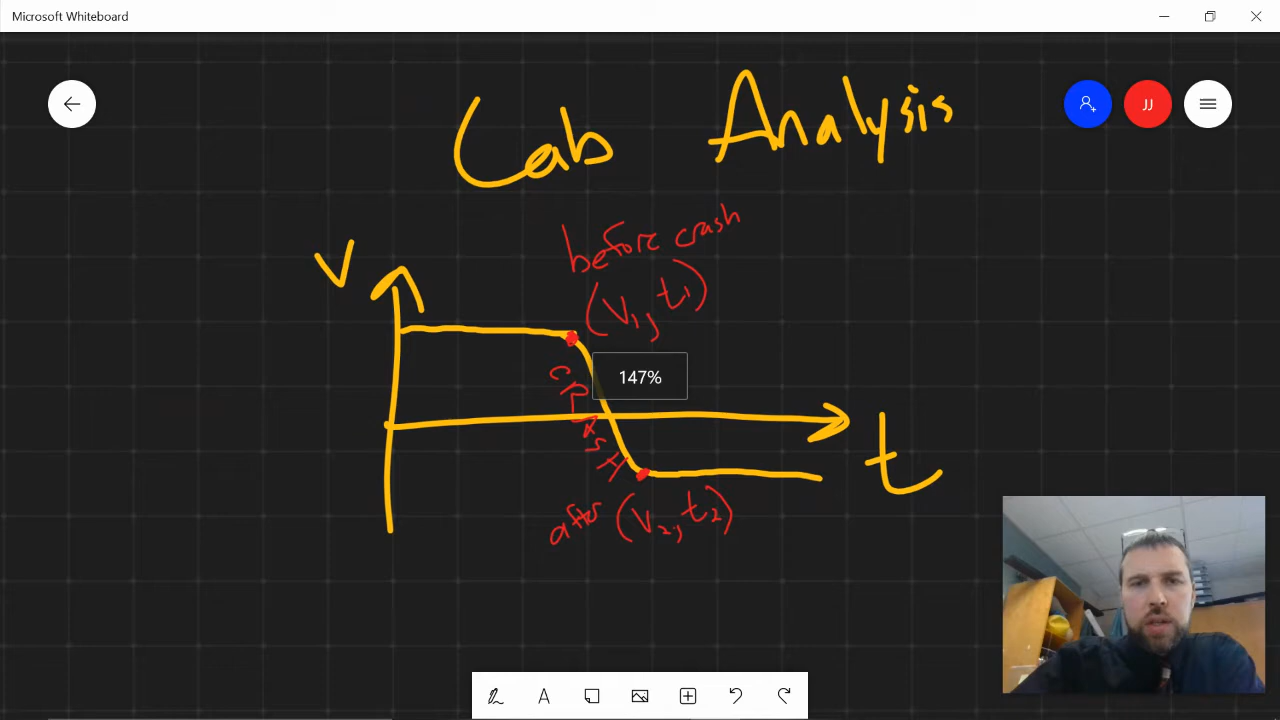 Microsoft Whiteboard
Lab Analysis
JJ
before crash
(V₁, t₁)
V
147%
CRASH
t
after (V₂, t₂)
A